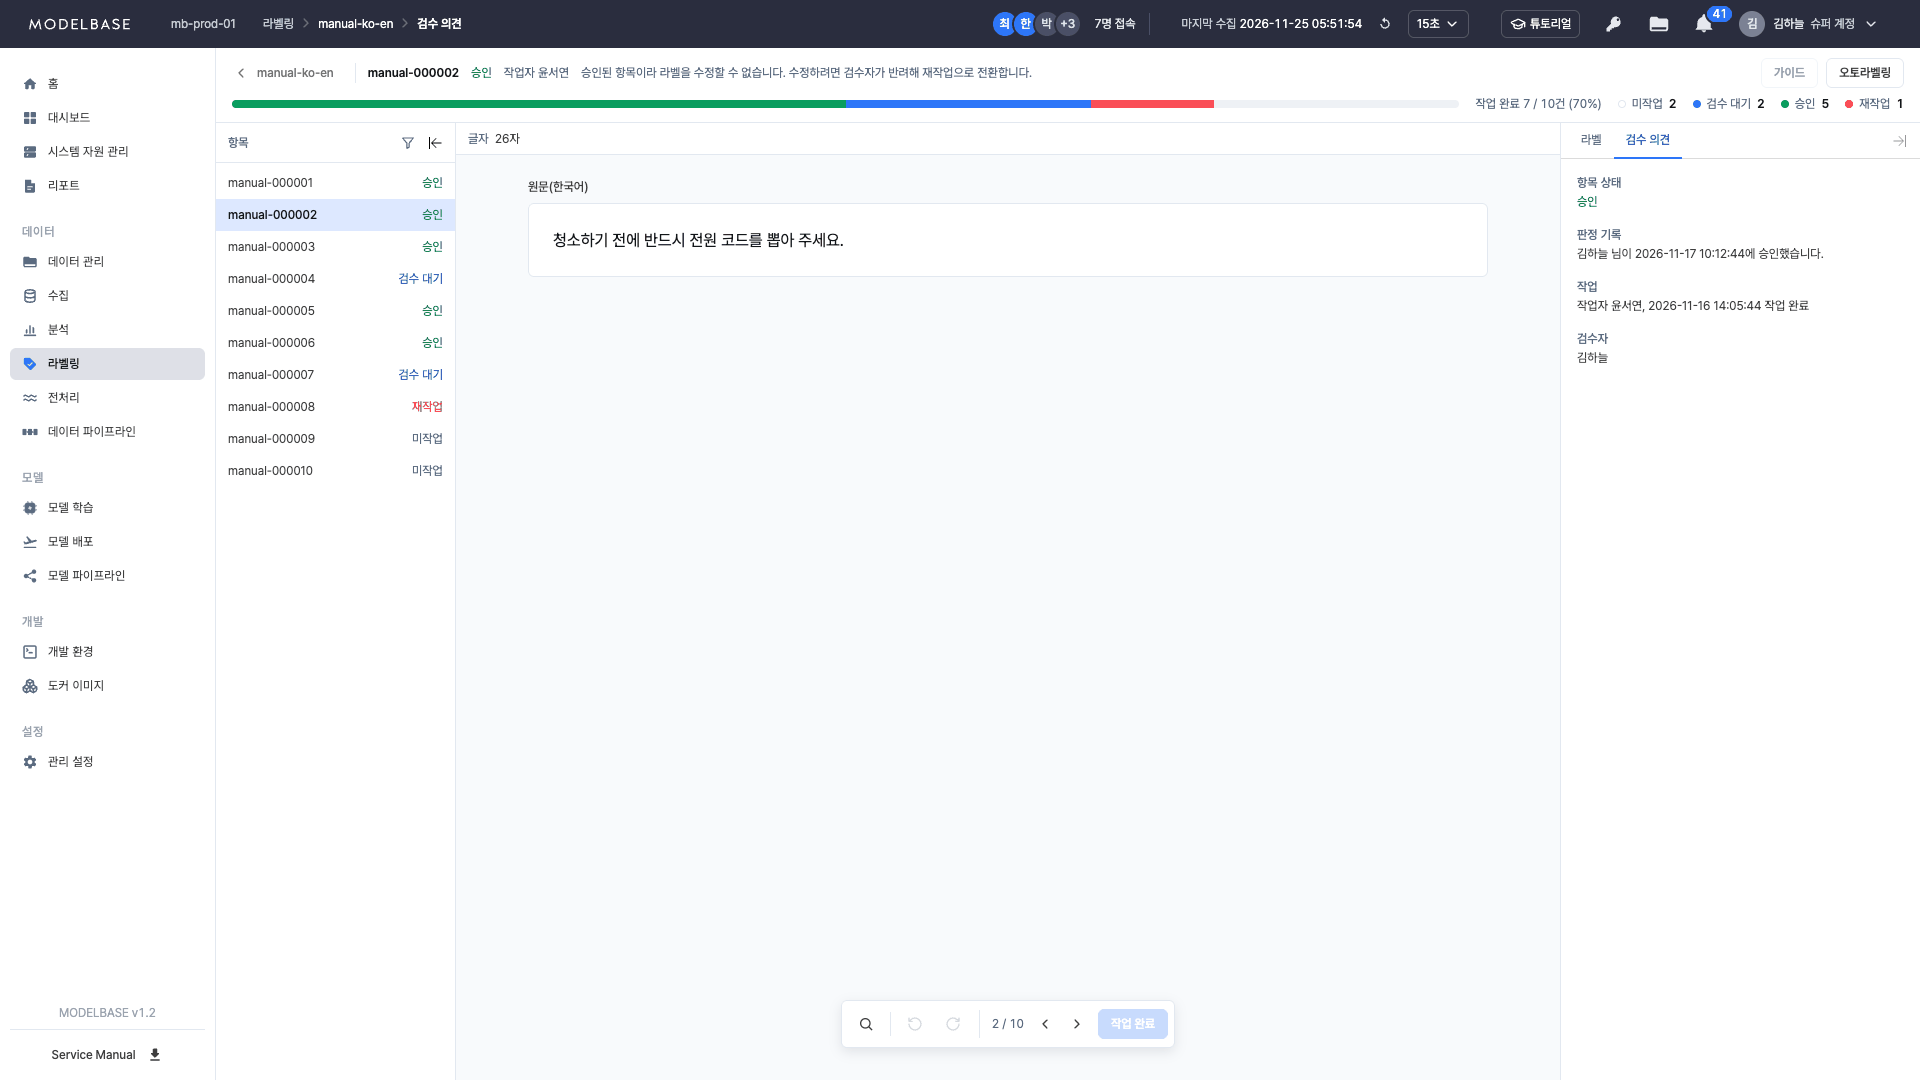 MODELBASE
mb-prod-01
라벨링 > manual-ko-en > 검수 의견
최 한 박 +3 7명 접속
마지막 수집 2026-11-25 05:51:54
15초
튜토리얼
41
김 김하늘 슈퍼 계정
홈
대시보드
시스템 자원 관리
리포트
데이터
데이터 관리
수집
분석
라벨링
전처리
데이터 파이프라인
모델
모델 학습
모델 배포
모델 파이프라인
개발
개발 환경
도커 이미지
설정
관리 설정
MODELBASE v1.2
Service Manual
manual-ko-en
manual-000002 승인 작업자 윤서연 승인된 항목이라 라벨을 수정할 수 없습니다. 수정하려면 검수자가 반려해 재작업으로 전환합니다.
가이드
오토라벨링
작업 완료 7 / 10건 (70%) 미작업 2 검수 대기 2 승인 5 재작업 1
항목
manual-000001 승인
manual-000002 승인
manual-000003 승인
manual-000004 검수 대기
manual-000005 승인
manual-000006 승인
manual-000007 검수 대기
manual-000008 재작업
manual-000009 미작업
manual-000010 미작업
글자 26자
원문(한국어)
청소하기 전에 반드시 전원 코드를 뽑아 주세요.
2 / 10
작업 완료
라벨
검수 의견
항목 상태
승인
판정 기록
김하늘 님이 2026-11-17 10:12:44에 승인했습니다.
작업
작업자 윤서연, 2026-11-16 14:05:44 작업 완료
검수자
김하늘